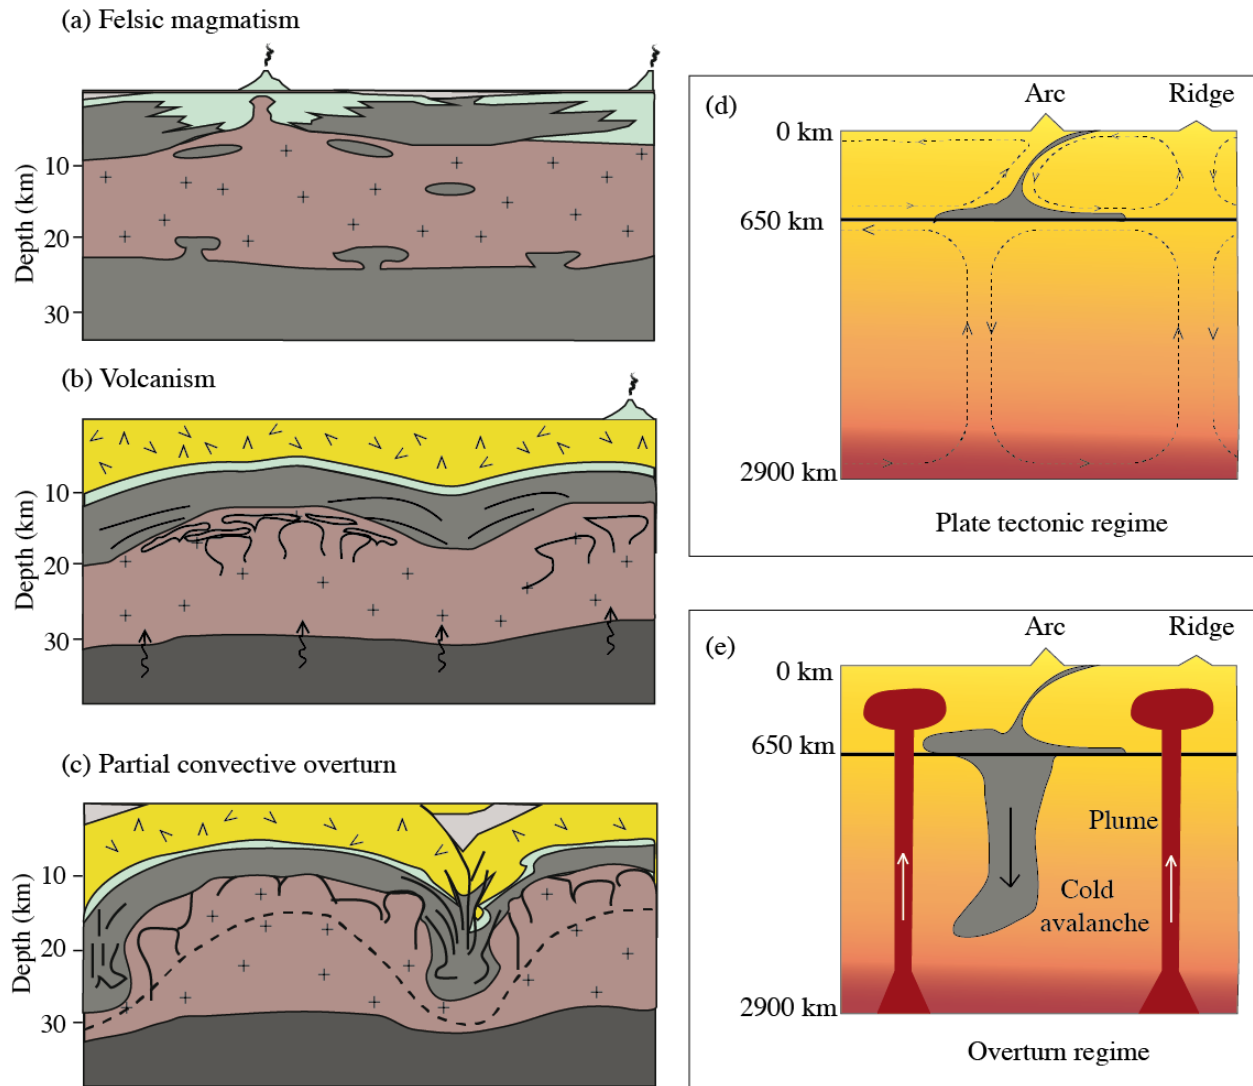 (a) Felsic magmatism
10
20
30
Depth (km)
(b) Volcanism
10
20
30
Depth (km)
(c) Partial convective overturn
10
20
30
Depth (km)
(d)
Arc
Ridge
0 km
650 km
2900 km
Plate tectonic regime
(e)
Arc
Ridge
0 km
650 km
Plume
Cold
avalanche
2900 km
Overturn regime